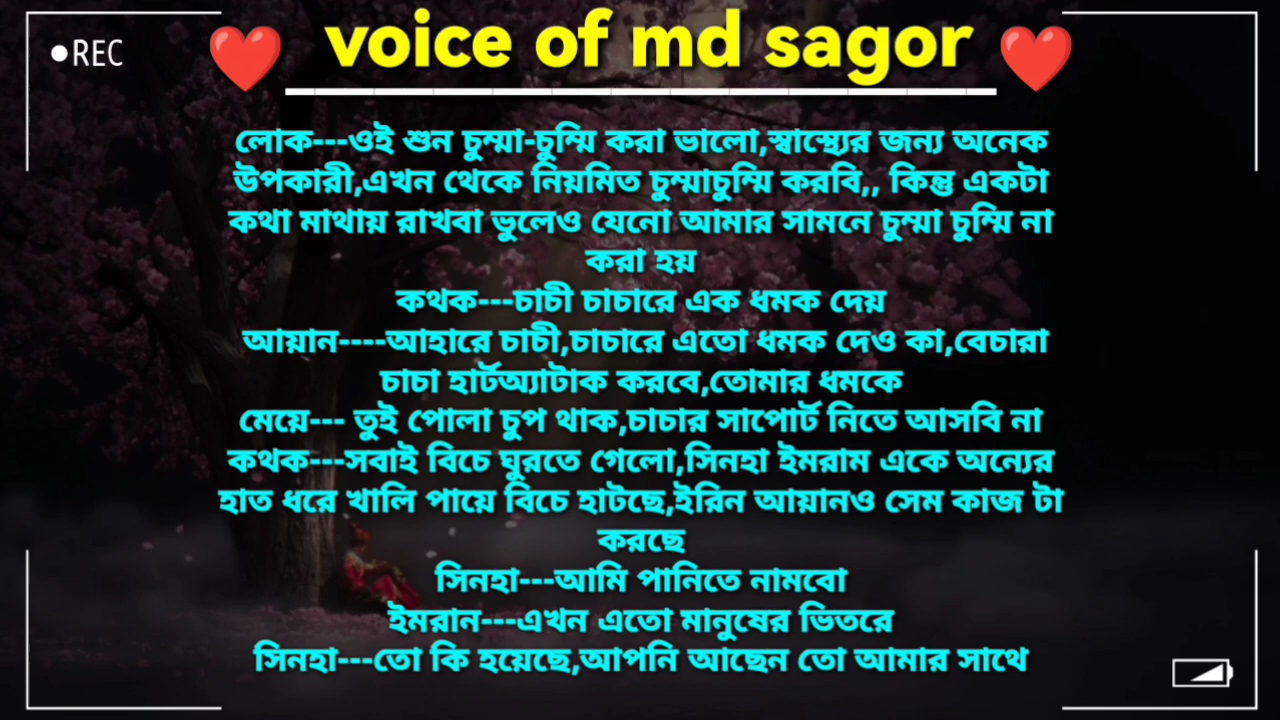 REC
voice of md sagor
লোক---ওই শুন চুম্মা-চুম্মি করা ভালো,স্বাস্থ্যের জন্য অনেক
উপকারী,এখন থেকে নিয়মিত চুম্মাচুম্মি করবি,, কিন্তু একটা
কথা মাথায় রাখবা ভুলেও যেনো আমার সামনে চুম্মা চুম্মি না
করা হয়
কথক---চাচী চাচারে এক ধমক দেয়
আয়ান----আহারে চাচী,চাচারে এতো ধমক দেও কা,বেচারা
চাচা হার্টঅ্যাটাক করবে,তোমার ধমকে
মেয়ে--- তুই পোলা চুপ থাক,চাচার সাপোর্ট নিতে আসবি না
কথক---সবাই বিচে ঘুরতে গেলো,সিনহা ইমরাম একে অন্যের
হাত ধরে খালি পায়ে বিচে হাটছে,ইরিন আয়ানও সেম কাজ টা
করছে
সিনহা---আমি পানিতে নামবো
ইমরান---এখন এতো মানুষের ভিতরে
সিনহা---তো কি হয়েছে,আপনি আছেন তো আমার সাথে